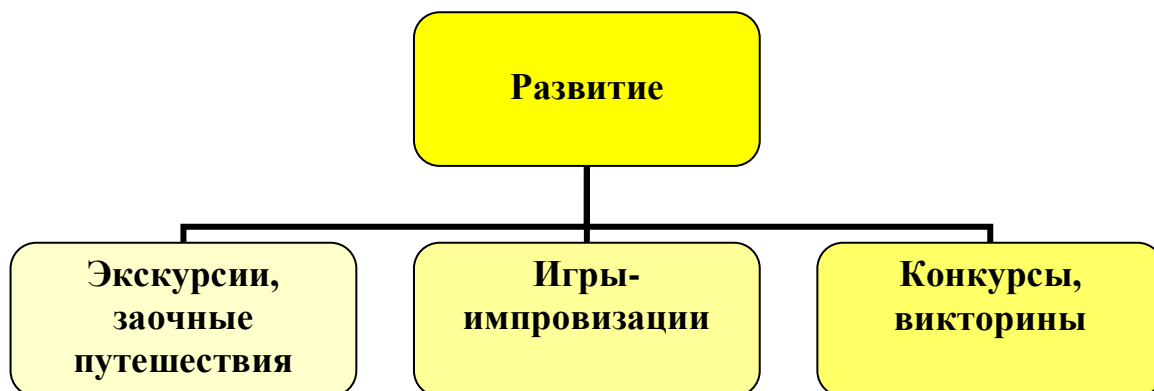 Развитие
Экскурсии,
заочные
путешествия
Игры-
импровизации
Конкурсы,
викторины